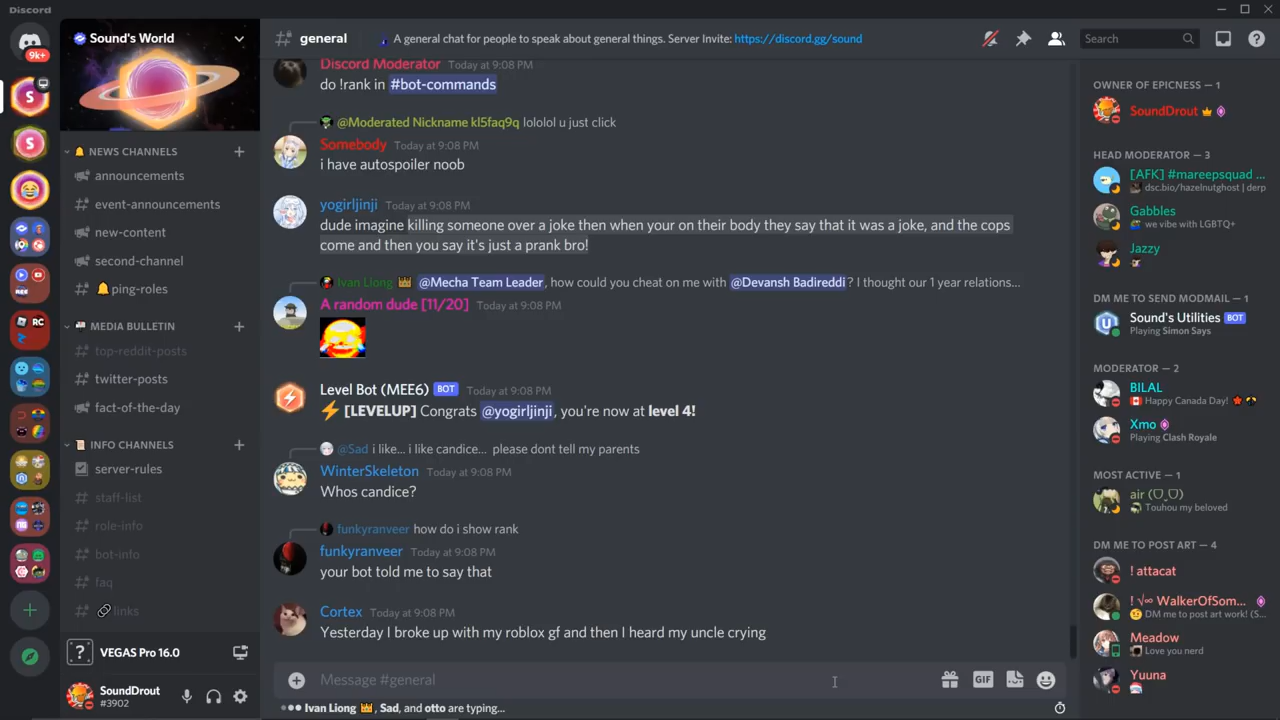 Discord
9k+
Sound's World
NEWS CHANNELS
announcements
event-announcements
new-content
second-channel
🔔ping-roles
MEDIA BULLETIN
top-reddit-posts
twitter-posts
fact-of-the-day
INFO CHANNELS
server-rules
staff-list
role-info
bot-info
faq
links
VEGAS Pro 16.0
SoundDrout
#3902
general
A general chat for people to speak about general things. Server Invite: https://discord.gg/sound
Search
Discord Moderator Today at 9:08 PM
do !rank in #bot-commands
@Moderated Nickname kl5faq9q lololol u just click
Somebody Today at 9:08 PM
i have autospoiler noob
yogirljinji Today at 9:08 PM
dude imagine killing someone over a joke then when your on their body they say that it was a joke, and the cops
come and then you say it's just a prank bro!
Ivan Liong 👑 @Mecha Team Leader, how could you cheat on me with @Devansh Badireddi? I thought our 1 year relations...
A random dude [11/20] Today at 9:08 PM
Level Bot (MEE6) BOT Today at 9:08 PM
⚡ [LEVELUP] Congrats @yogirljinji, you're now at level 4!
@Sad i like... i like candice... please dont tell my parents
WinterSkeleton Today at 9:08 PM
Whos candice?
funkyranveer how do i show rank
funkyranveer Today at 9:08 PM
your bot told me to say that
Cortex Today at 9:08 PM
Yesterday I broke up with my roblox gf and then I heard my uncle crying
Message #general
GIF
Ivan Liong 👑, Sad, and otto are typing...
OWNER OF EPICNESS — 1
SoundDrout
HEAD MODERATOR — 3
[AFK] #mareepsquad ...
dsc.bio/hazelnutghost | derp
Gabbles
we vibe with LGBTQ+
Jazzy
DM ME TO SEND MODMAIL — 1
Sound's Utilities BOT
Playing Simon Says
MODERATOR — 2
BILAL
Happy Canada Day!
Xmo
Playing Clash Royale
MOST ACTIVE — 1
air (ᗜ_ᗜ)
Touhou my beloved
DM ME TO POST ART — 4
! attacat
! √∞ WalkerOfSom...
DM me to post art work! (S...
Meadow
Love you nerd
Yuuna